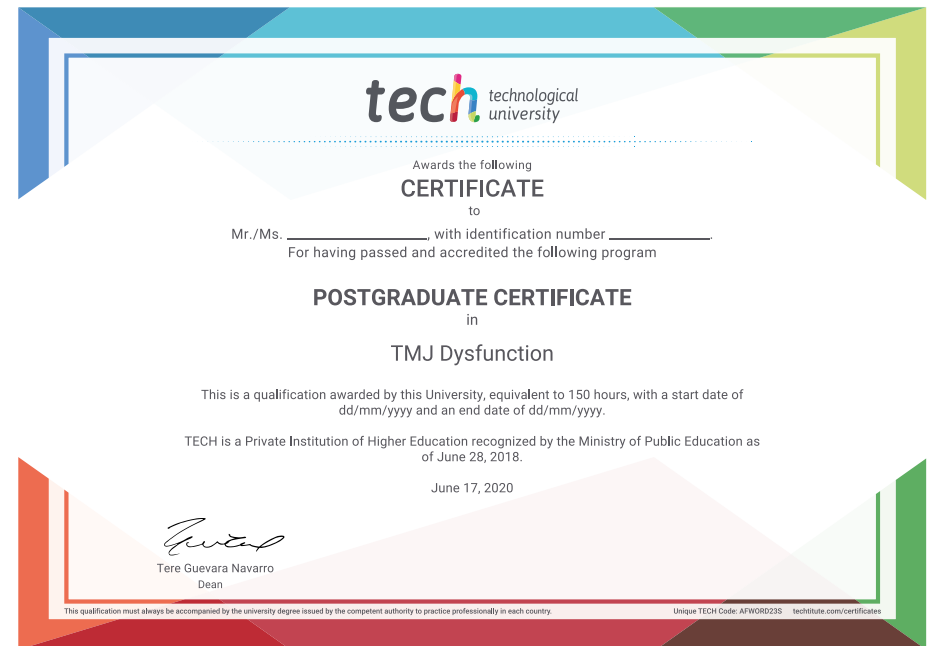 tech technological
university
Awards the following
CERTIFICATE
to
Mr./Ms. ____________________, with identification number ______________.
For having passed and accredited the following program
POSTGRADUATE CERTIFICATE
in
TMJ Dysfunction
This is a qualification awarded by this University, equivalent to 150 hours, with a start date of
dd/mm/yyyy and an end date of dd/mm/yyyy.
TECH is a Private Institution of Higher Education recognized by the Ministry of Public Education as
of June 28, 2018.
June 17, 2020
Tere Guevara Navarro
Dean
This qualification must always be accompanied by the university degree issued by the competent authority to practice professionally in each country. Unique TECH Code: AFWORD23S techtitute.com/certificates